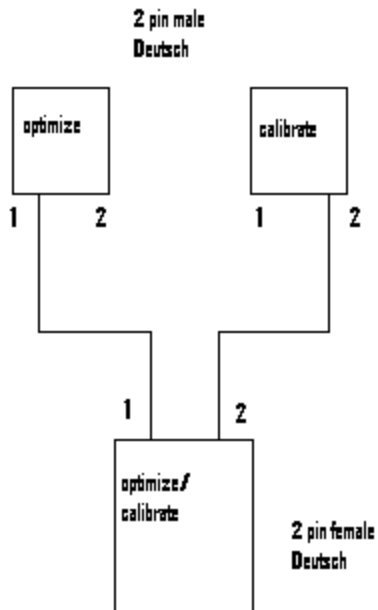 2 pin male
Deutsch
optimize
calibrate
1
2
1
2
1
2
optimize/
calibrate
2 pin female
Deutsch